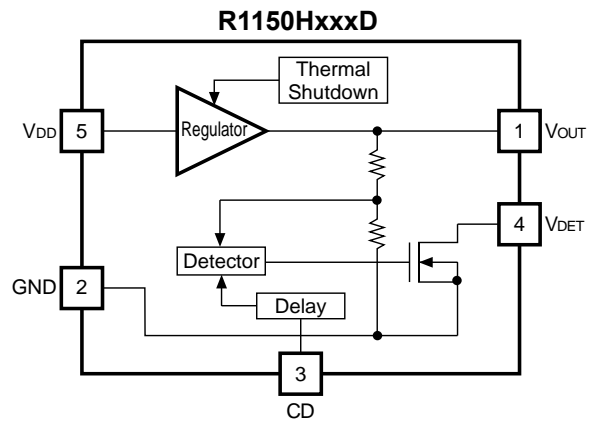 R1150HxxxD
Thermal
Shutdown
Regulator
VDD 5
1 VOUT
4 VDET
Detector
GND 2
Delay
3
CD